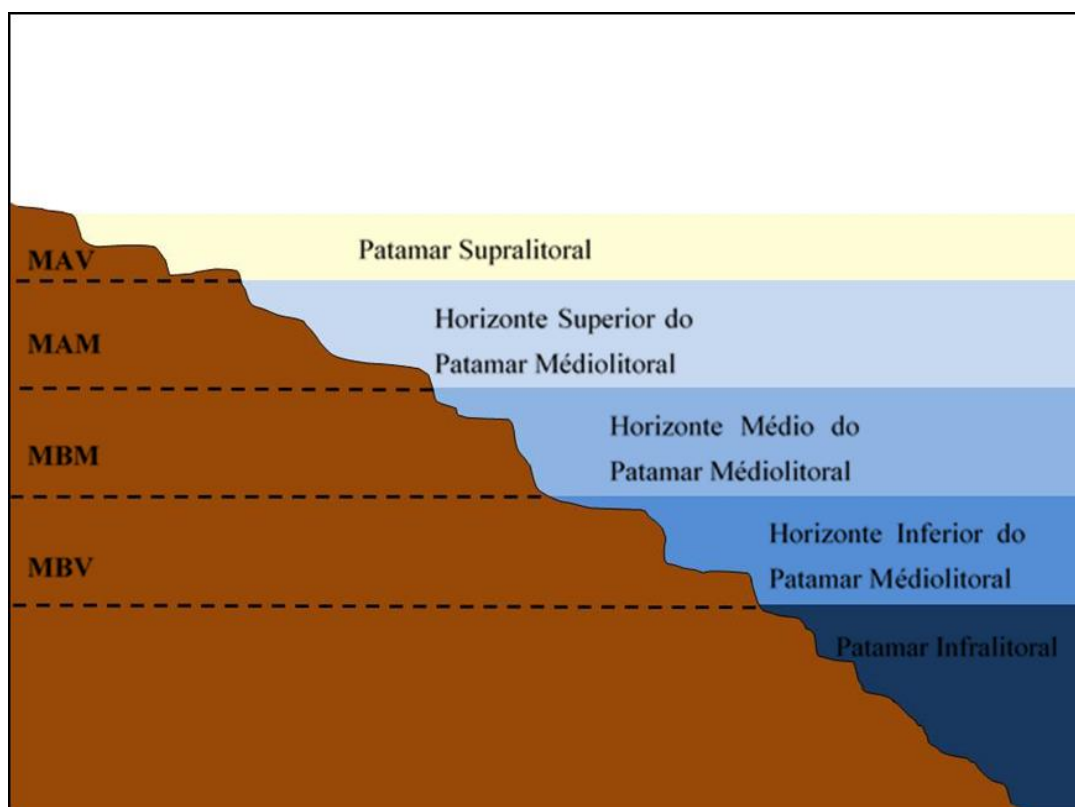 MAV
Patamar Supralitoral
MAM
Horizonte Superior do
Patamar Médiolitoral
MBM
Horizonte Médio do
Patamar Médiolitoral
MBV
Horizonte Inferior do
Patamar Médiolitoral
Patamar Infralitoral